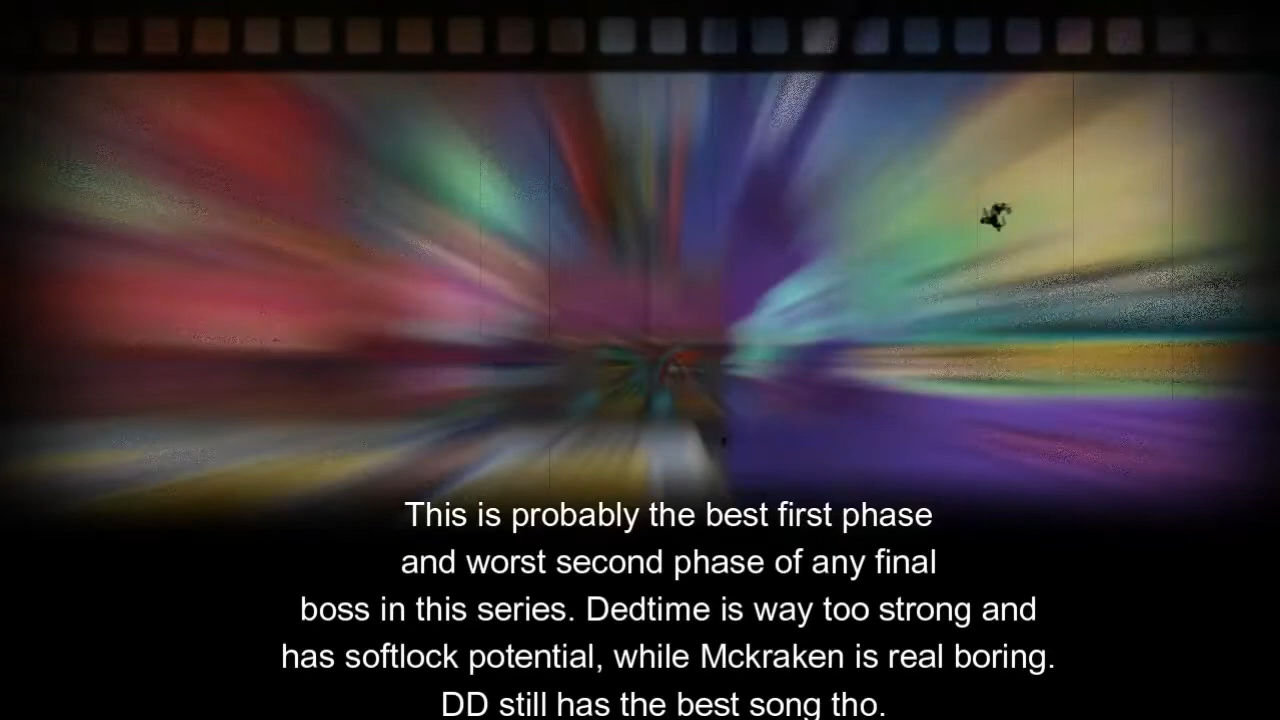 This is probably the best first phase
and worst second phase of any final
boss in this series. Dedtime is way too strong and
has softlock potential, while Mckraken is real boring.
DD still has the best song tho.